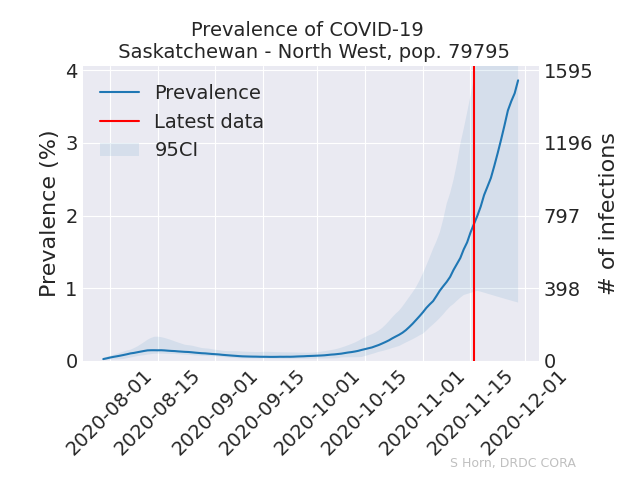 Prevalence of COVID-19
Saskatchewan - North West, pop. 79795
Prevalence (%)
4
3
2
1
0
Prevalence
Latest data
95CI
1595
1196
797
398
0
# of infections
2020-08-01
2020-08-15
2020-09-01
2020-09-15
2020-10-01
2020-10-15
2020-11-01
2020-11-15
2020-12-01
S Horn, DRDC CORA